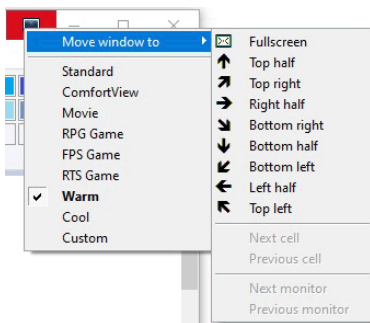 Move window to
Standard
ComfortView
Movie
RPG Game
FPS Game
RTS Game
Warm
Cool
Custom
Fullscreen
Top half
Top right
Right half
Bottom right
Bottom half
Bottom left
Left half
Top left
Next cell
Previous cell
Next monitor
Previous monitor